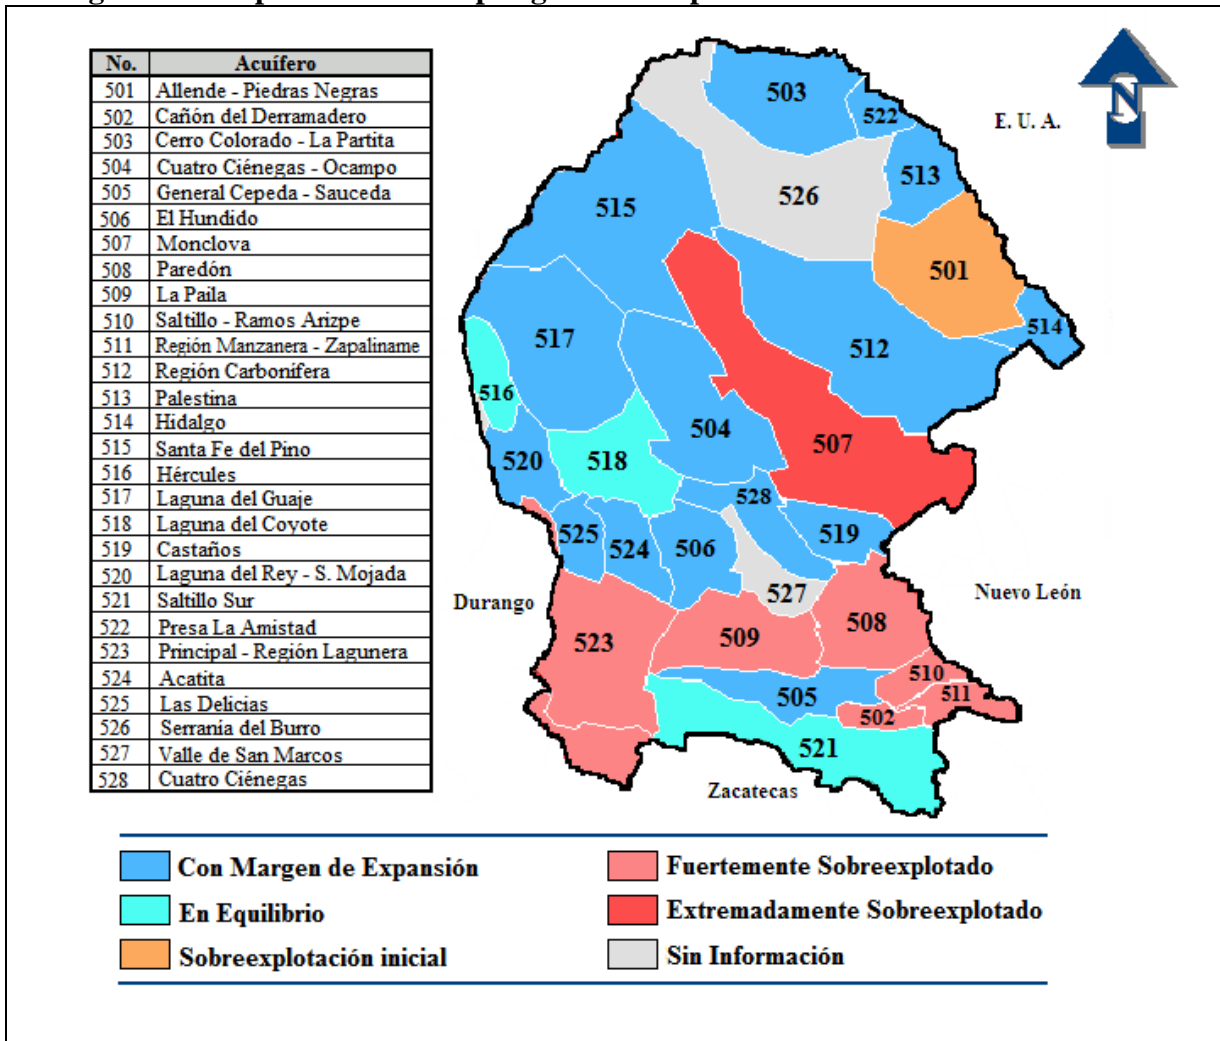 No. Acuífero
501 Allende - Piedras Negras
502 Cañón del Derramadero
503 Cerro Colorado - La Partita
504 Cuatro Ciénegas - Ocampo
505 General Cepeda - Sauceda
506 El Hundido
507 Monclova
508 Paredón
509 La Paila
510 Saltillo - Ramos Arizpe
511 Región Manzanera - Zapaliname
512 Región Carbonífera
513 Palestina
514 Hidalgo
515 Santa Fe del Pino
516 Hércules
517 Laguna del Guaje
518 Laguna del Coyote
519 Castaños
520 Laguna del Rey - S. Mojada
521 Saltillo Sur
522 Presa La Amistad
523 Principal - Región Lagunera
524 Acatita
525 Las Delicias
526 Serranía del Burro
527 Valle de San Marcos
528 Cuatro Ciénegas
503
522
E. U. A.
N
513
526
515
501
514
517
512
516
504
507
520
518
528
525
524
506
519
527
Durango
Nuevo León
523
509
508
510
511
505
502
521
Zacatecas
Con Margen de Expansión
En Equilibrio
Sobreexplotación inicial
Fuertemente Sobreexplotado
Extremadamente Sobreexplotado
Sin Información